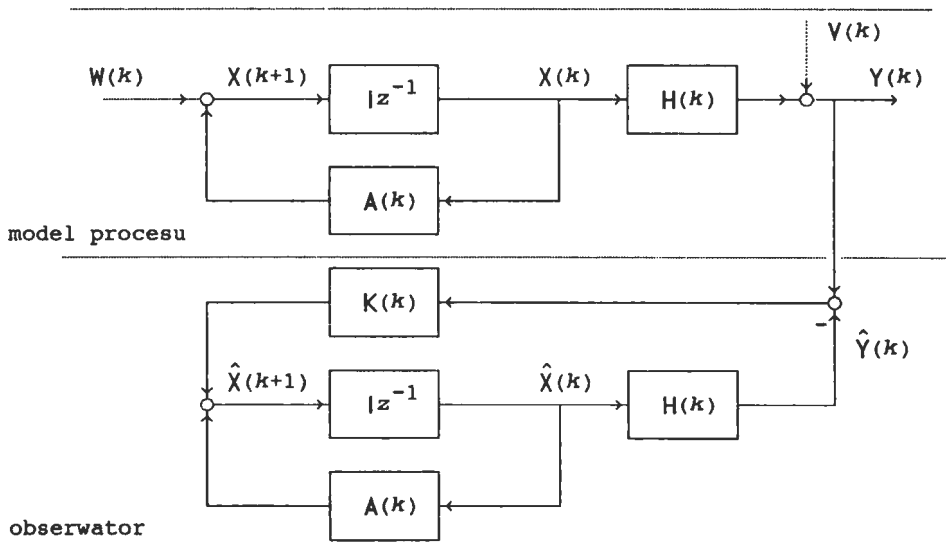 V(k)
W(k) X(k+1) Iz⁻¹ X(k) H(k) Y(k)
A(k)
model procesu
K(k)
-
Ŷ(k)
X̂(k+1) Iz⁻¹ X̂(k) H(k)
A(k)
obserwator